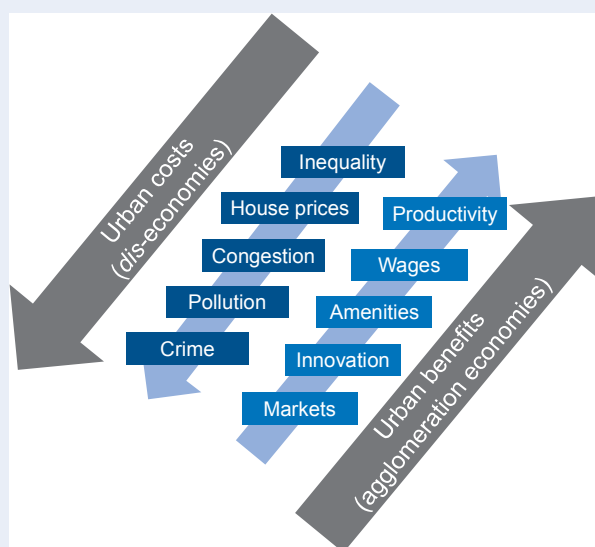 Urban costs
(dis-economies)
Inequality
House prices
Congestion
Pollution
Crime
Productivity
Wages
Amenities
Innovation
Markets
Urban benefits
(agglomeration economies)